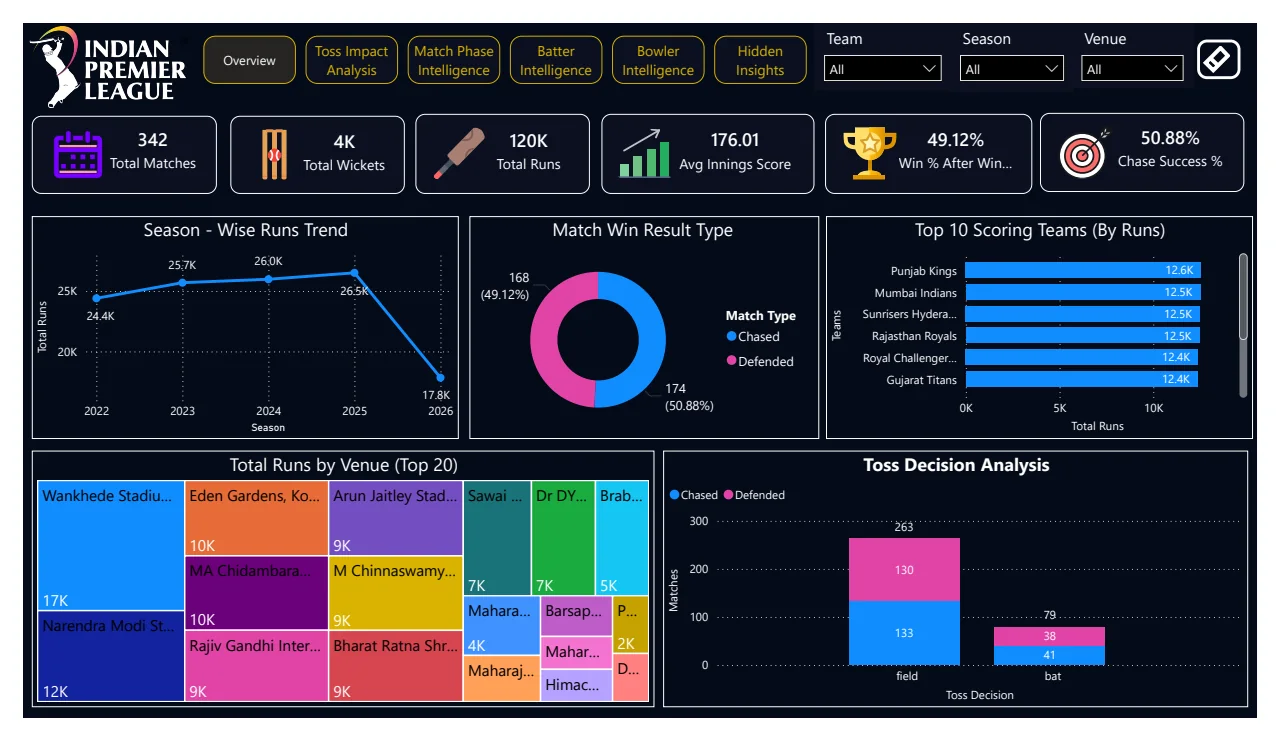 INDIAN
PREMIER
LEAGUE
Overview
Toss Impact
Analysis
Match Phase
Intelligence
Batter
Intelligence
Bowler
Intelligence
Hidden
Insights
Team
All
Season
All
Venue
All
342
Total Matches
4K
Total Wickets
120K
Total Runs
176.01
Avg Innings Score
49.12%
Win % After Win...
50.88%
Chase Success %
Season - Wise Runs Trend
Total Runs
25K
20K
24.4K
25.7K
26.0K
26.5K
17.8K
2022
2023
2024
2025
2026
Season
Match Win Result Type
168
(49.12%)
174
(50.88%)
Match Type
Chased
Defended
Top 10 Scoring Teams (By Runs)
Teams
Punjab Kings
12.6K
Mumbai Indians
12.5K
Sunrisers Hydera...
12.5K
Rajasthan Royals
12.5K
Royal Challenger...
12.4K
Gujarat Titans
12.4K
0K
5K
10K
Total Runs
Total Runs by Venue (Top 20)
Wankhede Stadiu...
17K
Narendra Modi St...
12K
Eden Gardens, Ko...
10K
MA Chidambara...
10K
Rajiv Gandhi Inter...
9K
Arun Jaitley Stad...
9K
M Chinnaswamy...
9K
Bharat Ratna Shr...
9K
Sawai ...
7K
Dr DY...
7K
Brab...
5K
Mahara...
4K
Maharaj...
Barsap...
Mahar...
Himac...
P...
2K
D...
Toss Decision Analysis
Chased
Defended
Matches
300
200
100
0
263
130
133
field
79
38
41
bat
Toss Decision